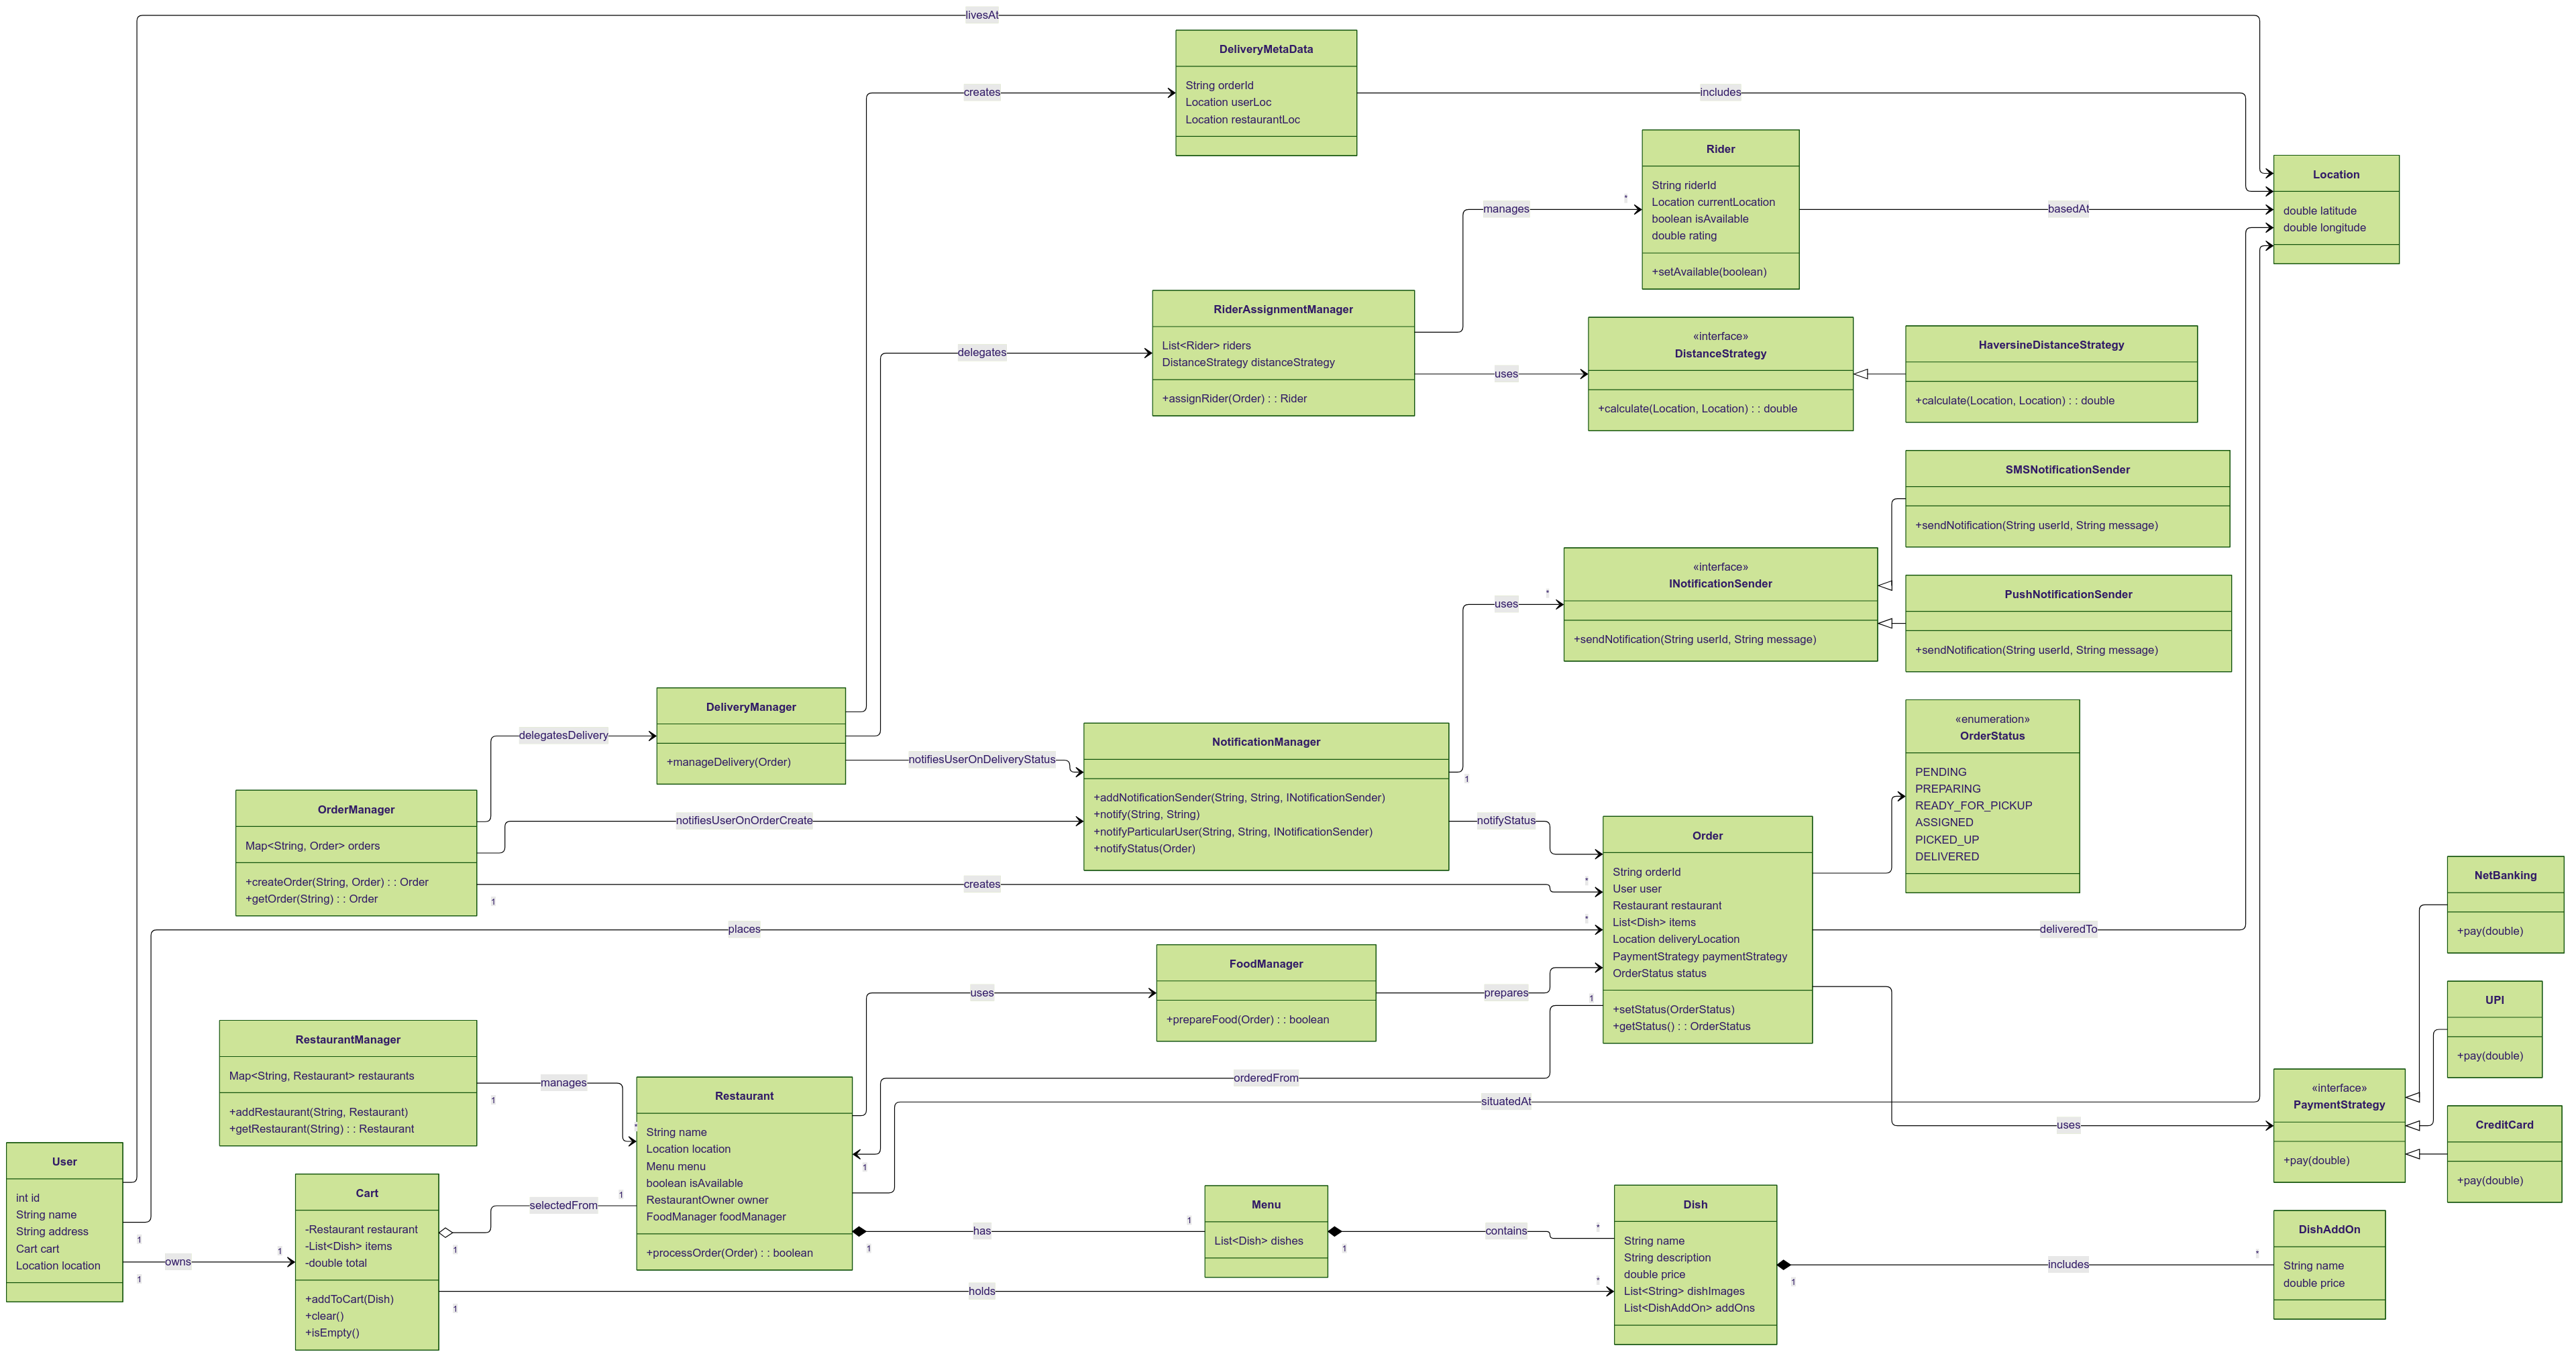 livesAt
DeliveryMetaData
String orderId
Location userLoc
Location restaurantLoc
creates
includes
Rider
String riderId
Location currentLocation
boolean isAvailable
double rating
+setAvailable(boolean)
manages
*
basedAt
Location
double latitude
double longitude
RiderAssignmentManager
List<Rider> riders
DistanceStrategy distanceStrategy
+assignRider(Order) : : Rider
delegates
uses
«interface»
DistanceStrategy
+calculate(Location, Location) : : double
HaversineDistanceStrategy
+calculate(Location, Location) : : double
SMSNotificationSender
+sendNotification(String userId, String message)
«interface»
INotificationSender
+sendNotification(String userId, String message)
uses
*
1
PushNotificationSender
+sendNotification(String userId, String message)
DeliveryManager
+manageDelivery(Order)
delegatesDelivery
notifiesUserOnDeliveryStatus
NotificationManager
+addNotificationSender(String, String, INotificationSender)
+notify(String, String)
+notifyParticularUser(String, String, INotificationSender)
+notifyStatus(Order)
«enumeration»
OrderStatus
PENDING
PREPARING
READY_FOR_PICKUP
ASSIGNED
PICKED_UP
DELIVERED
OrderManager
Map<String, Order> orders
+createOrder(String, Order) : : Order
+getOrder(String) : : Order
notifiesUserOnOrderCreate
notifyStatus
creates
1
*
places
*
Order
String orderId
User user
Restaurant restaurant
List<Dish> items
Location deliveryLocation
PaymentStrategy paymentStrategy
OrderStatus status
+setStatus(OrderStatus)
+getStatus() : : OrderStatus
deliveredTo
NetBanking
+pay(double)
FoodManager
+prepareFood(Order) : : boolean
uses
prepares
1
UPI
+pay(double)
RestaurantManager
Map<String, Restaurant> restaurants
+addRestaurant(String, Restaurant)
+getRestaurant(String) : : Restaurant
manages
1
*
orderedFrom
1
situatedAt
uses
«interface»
PaymentStrategy
+pay(double)
CreditCard
+pay(double)
Restaurant
String name
Location location
Menu menu
boolean isAvailable
RestaurantOwner owner
FoodManager foodManager
+processOrder(Order) : : boolean
User
int id
String name
String address
Cart cart
Location location
1
owns
1
1
Cart
-Restaurant restaurant
-List<Dish> items
-double total
+addToCart(Dish)
+clear()
+isEmpty()
selectedFrom
1
1
has
1
1
Menu
List<Dish> dishes
contains
1
*
holds
1
*
Dish
String name
String description
double price
List<String> dishImages
List<DishAddOn> addOns
includes
1
*
DishAddOn
String name
double price